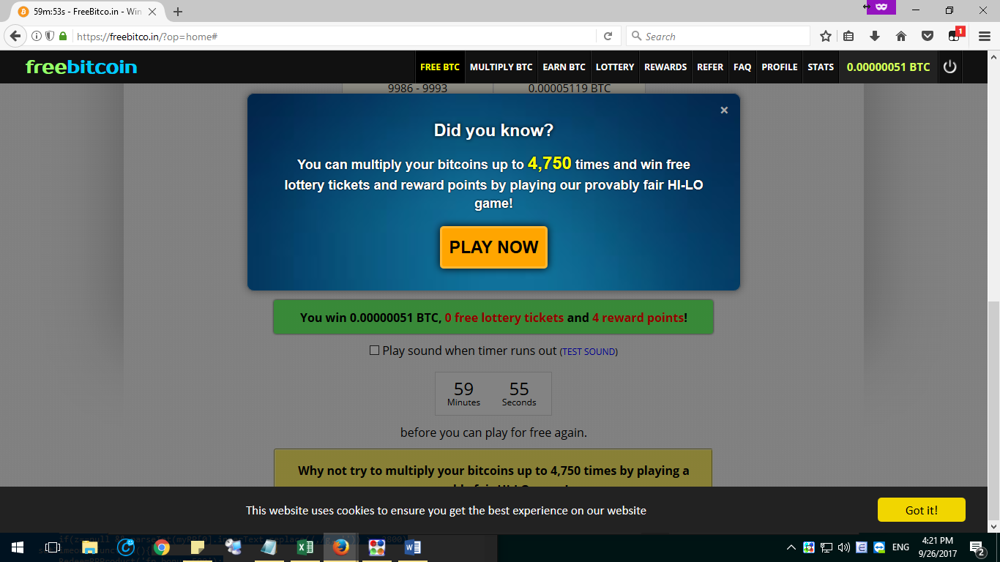 59m:53s - FreeBitco.in - Win
https://freebitco.in/?op=home#
Search
1
freebitcoin
FREE BTC
MULTIPLY BTC
EARN BTC
LOTTERY
REWARDS
REFER
FAQ
PROFILE
STATS
0.00000051 BTC
9986 - 9993
0.00005119 BTC
×
Did you know?
You can multiply your bitcoins up to 4,750 times and win free
lottery tickets and reward points by playing our provably fair HI-LO
game!
PLAY NOW
You win 0.00000051 BTC, 0 free lottery tickets and 4 reward points!
Play sound when timer runs out (TEST SOUND)
59
55
Minutes
Seconds
before you can play for free again.
Why not try to multiply your bitcoins up to 4,750 times by playing a
This website uses cookies to ensure you get the best experience on our website
Got it!
ENG
4:21 PM
9/26/2017
2